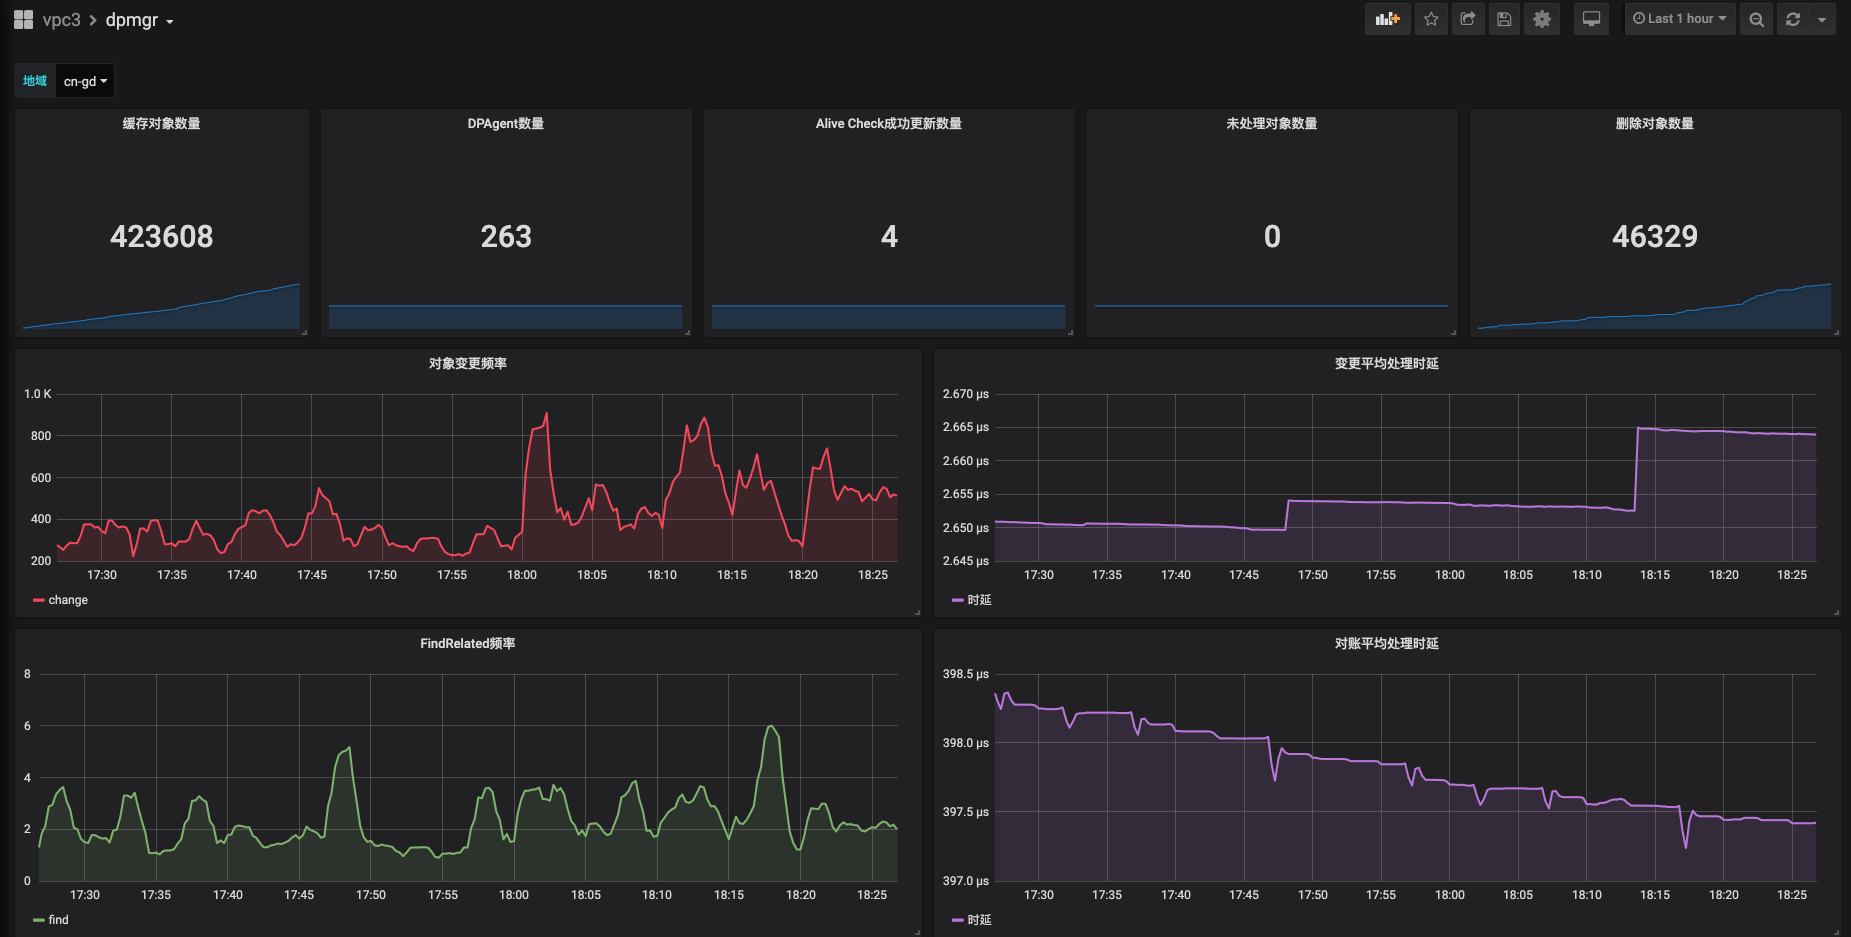 vpc3 > dpmgr
Last 1 hour
地域 cn-gd
缓存对象数量
423608
DPAgent数量
263
Alive Check成功更新数量
4
未处理对象数量
0
删除对象数量
46329
对象变更频率
1.0 K
800
600
400
200
17:30 17:35 17:40 17:45 17:50 17:55 18:00 18:05 18:10 18:15 18:20 18:25
change
变更平均处理时延
2.670 µs
2.665 µs
2.660 µs
2.655 µs
2.650 µs
2.645 µs
17:30 17:35 17:40 17:45 17:50 17:55 18:00 18:05 18:10 18:15 18:20 18:25
时延
FindRelated频率
8
6
4
2
0
17:30 17:35 17:40 17:45 17:50 17:55 18:00 18:05 18:10 18:15 18:20 18:25
find
对账平均处理时延
398.5 µs
398.0 µs
397.5 µs
397.0 µs
17:30 17:35 17:40 17:45 17:50 17:55 18:00 18:05 18:10 18:15 18:20 18:25
时延